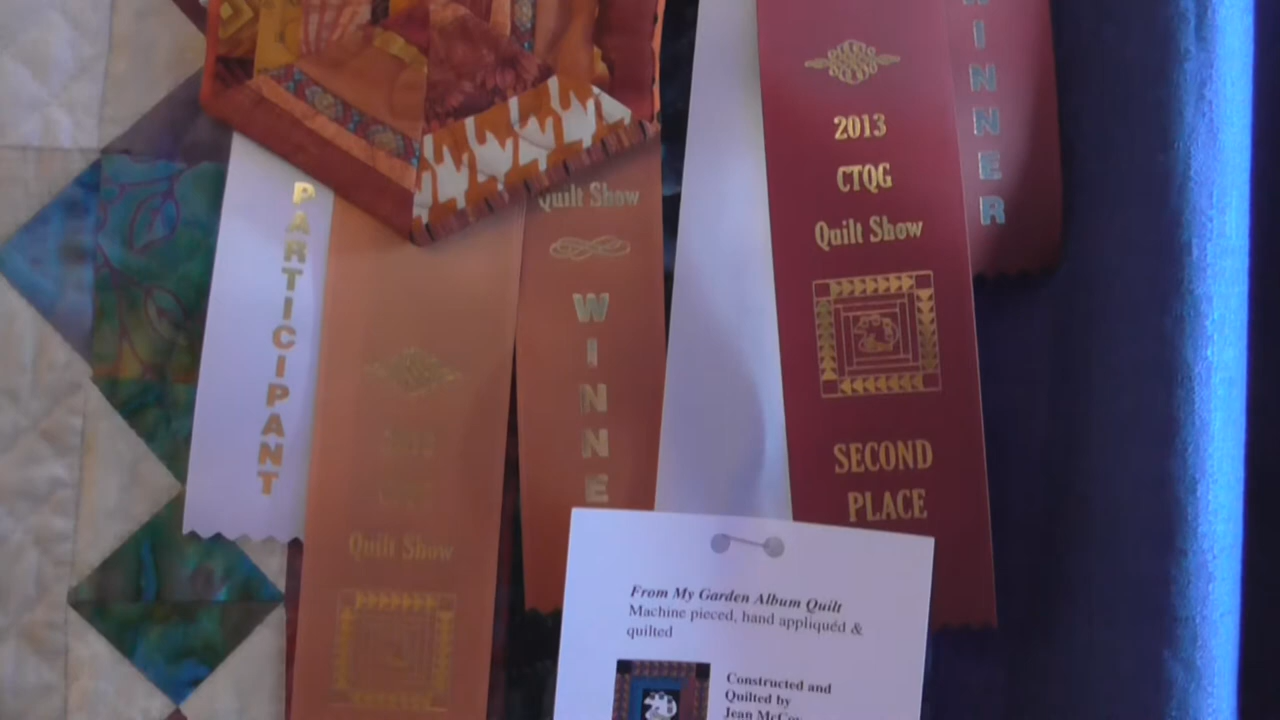 PARTICIPANT
Quilt Show
Quilt Show
WINNE
2013
CTQG
Quilt Show
SECOND
PLACE
INNER
From My Garden Album Quilt
Machine pieced, hand appliquéd &
quilted
Constructed and
Quilted by
Jean